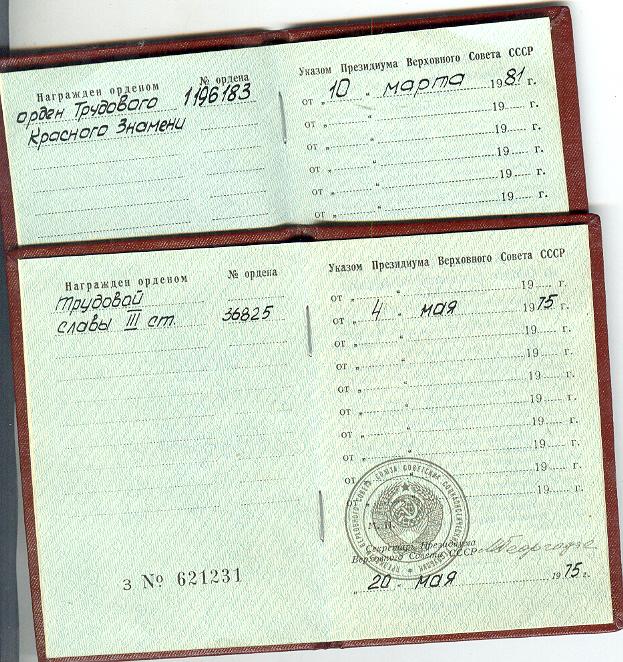 Награжден орденом № ордена
орден Трудового 1196183
Красного Знамени
Указом Президиума Верховного Совета СССР
от „ 10 “ марта 1981 г.
от „ “ 19 г.
от „ “ 19 г.
от „ “ 19 г.
от „ “ 19 г.
от „ “ 19 г.
Награжден орденом № ордена
Трудовой
славы III ст. 36825
Указом Президиума Верховного Совета СССР
от „ “ 19 г.
от „ 4 “ мая 1975 г.
от „ “ 19 г.
от „ “ 19 г.
от „ “ 19 г.
от „ “ 19 г.
от „ “ 19 г.
от „ “ 19 г.
от „ “ 19 г.
от „ “ 19 г.
М. П.
Секретарь Президиума
Верховного Совета СССР МГеоргадзе
„ 20 “ мая 1975 г.
З № 621231